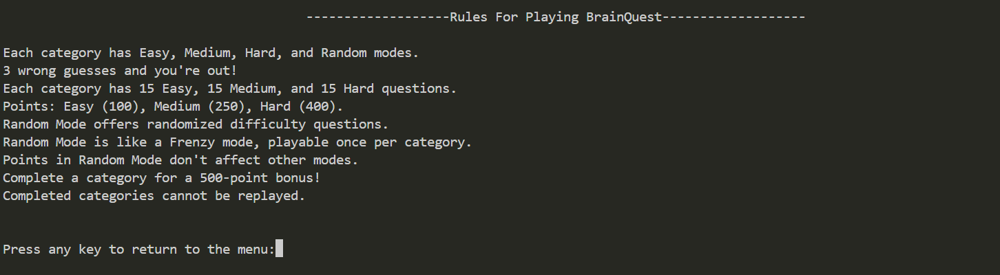 -------------------Rules For Playing BrainQuest-------------------
Each category has Easy, Medium, Hard, and Random modes.
3 wrong guesses and you're out!
Each category has 15 Easy, 15 Medium, and 15 Hard questions.
Points: Easy (100), Medium (250), Hard (400).
Random Mode offers randomized difficulty questions.
Random Mode is like a Frenzy mode, playable once per category.
Points in Random Mode don't affect other modes.
Complete a category for a 500-point bonus!
Completed categories cannot be replayed.
Press any key to return to the menu: